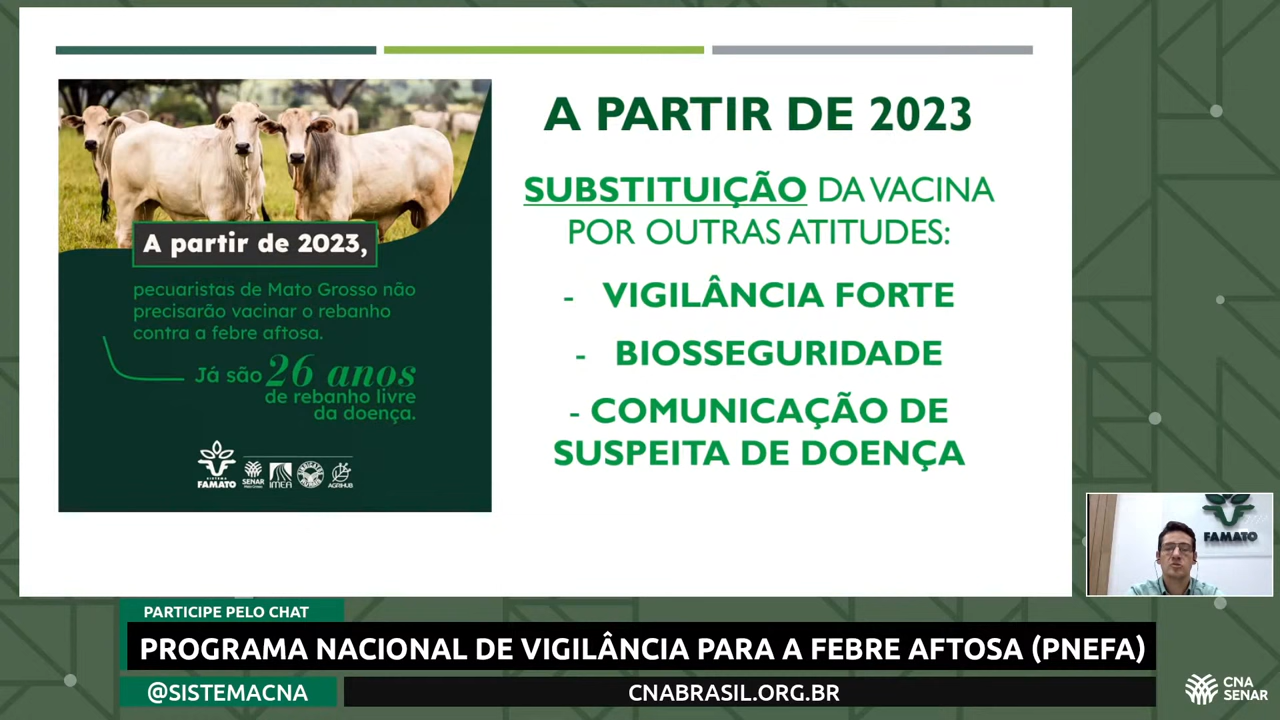 A partir de 2023,
pecuaristas de Mato Grosso não
precisarão vacinar o rebanho
contra a febre aftosa.
Já são 26 anos
de rebanho livre
da doença.
SISTEMA
FAMATO
SENAR
IMEA
AGRIHUB
A PARTIR DE 2023
SUBSTITUIÇÃO DA VACINA
POR OUTRAS ATITUDES:
- VIGILÂNCIA FORTE
- BIOSSEGURIDADE
- COMUNICAÇÃO DE
SUSPEITA DE DOENÇA
FAMATO
PARTICIPE PELO CHAT
PROGRAMA NACIONAL DE VIGILÂNCIA PARA A FEBRE AFTOSA (PNEFA)
@SISTEMACNA
CNABRASIL.ORG.BR
CNA
SENAR